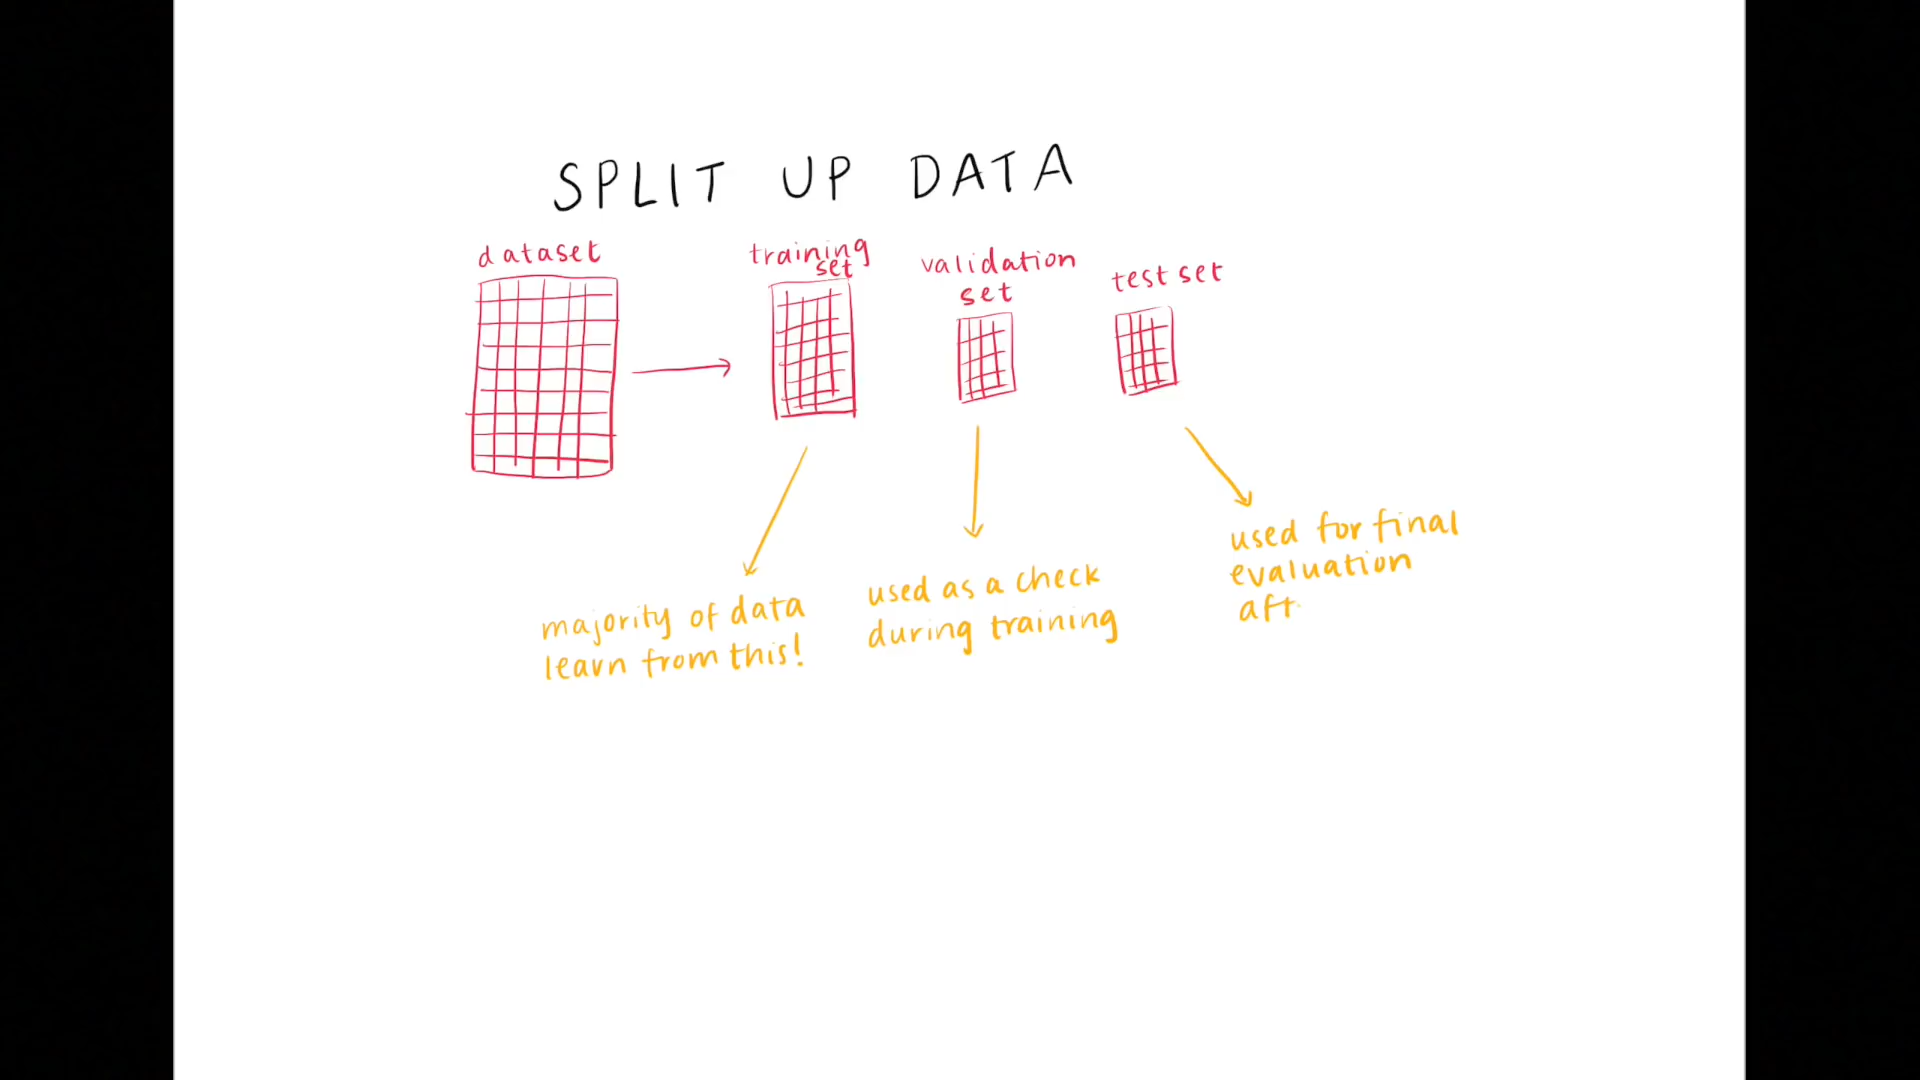 SPLIT UP DATA
dataset
training
set
validation
set
test set
majority of data
learn from this!
used as a check
during training
used for final
evaluation
aft